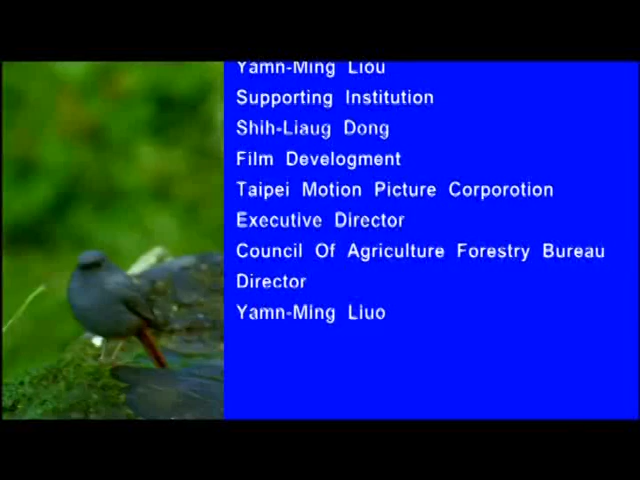 Yamn-Ming Liou
Supporting Institution
Shih-Liaug Dong
Film Develogment
Taipei Motion Picture Corporotion
Executive Director
Council Of Agriculture Forestry Bureau
Director
Yamn-Ming Liuo